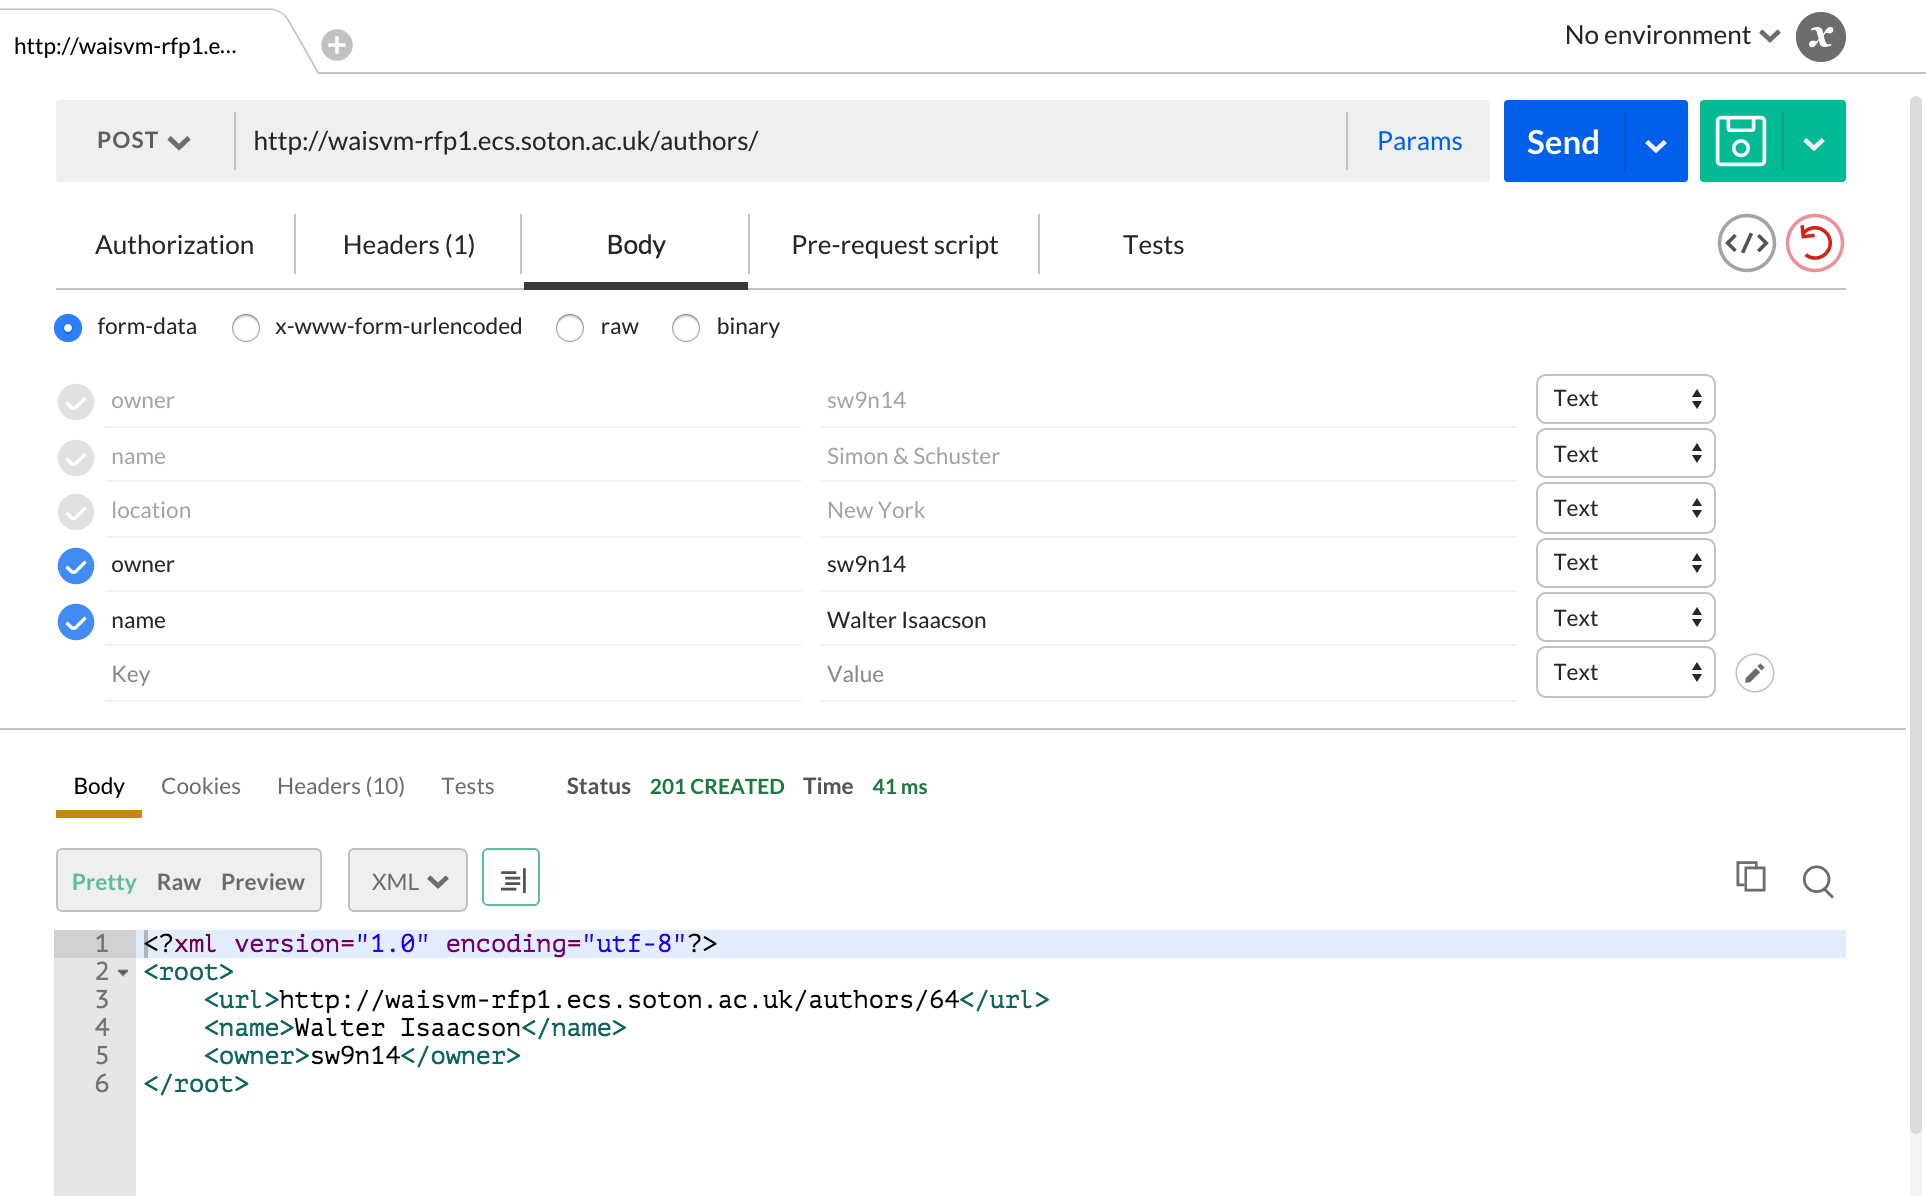 http://waisvm-rfp1.e...
No environment
x
POST http://waisvm-rfp1.ecs.soton.ac.uk/authors/ Params Send
Authorization Headers (1) Body Pre-request script Tests
</>
form-data x-www-form-urlencoded raw binary
owner sw9n14 Text
name Simon & Schuster Text
location New York Text
owner sw9n14 Text
name Walter Isaacson Text
Key Value Text
Body Cookies Headers (10) Tests Status 201 CREATED Time 41 ms
Pretty Raw Preview XML
1 <?xml version="1.0" encoding="utf-8"?>
2 <root>
3 <url>http://waisvm-rfp1.ecs.soton.ac.uk/authors/64</url>
4 <name>Walter Isaacson</name>
5 <owner>sw9n14</owner>
6 </root>